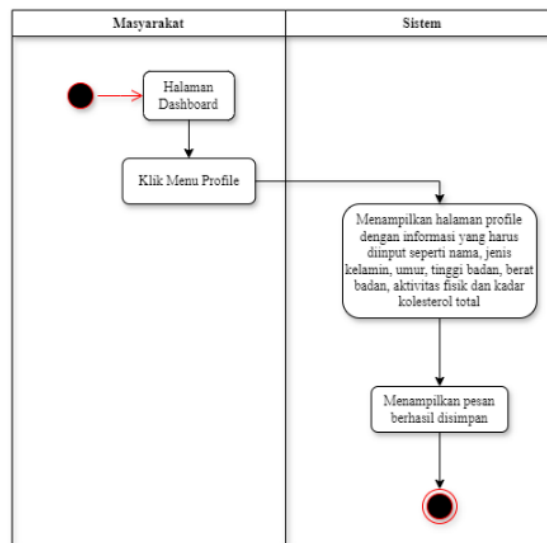 Masyarakat
Sistem
Halaman
Dashboard
Klik Menu Profile
Menampilkan halaman profile
dengan informasi yang harus
diinput seperti nama, jenis
kelamin, umur, tinggi badan, berat
badan, aktivitas fisik dan kadar
kolesterol total
Menampilkan pesan
berhasil disimpan